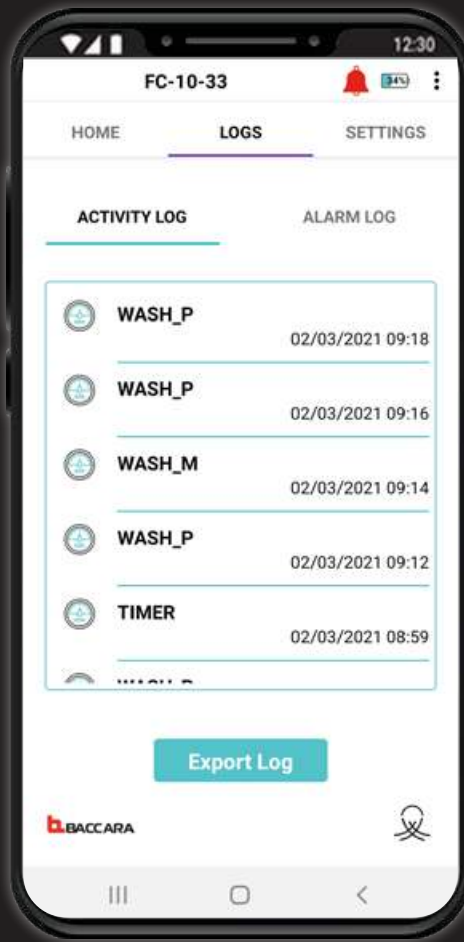 12:30
FC-10-33
34%
HOME LOGS SETTINGS
ACTIVITY LOG ALARM LOG
WASH_P
02/03/2021 09:18
WASH_P
02/03/2021 09:16
WASH_M
02/03/2021 09:14
WASH_P
02/03/2021 09:12
TIMER
02/03/2021 08:59
Export Log
BACCARA